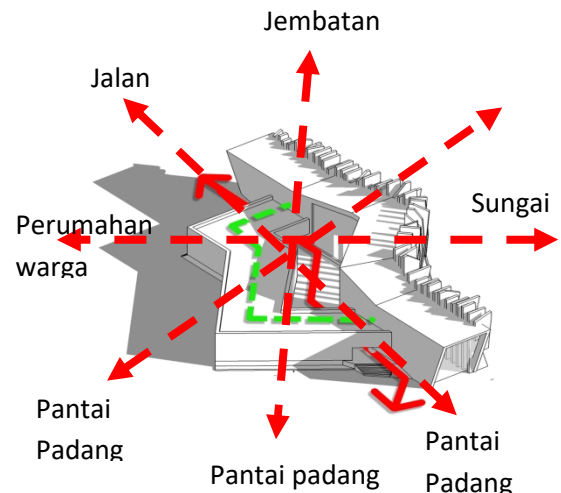 Jembatan
Jalan
Sungai
Perumahan
warga
Pantai
Padang
Pantai padang
Pantai
Padang